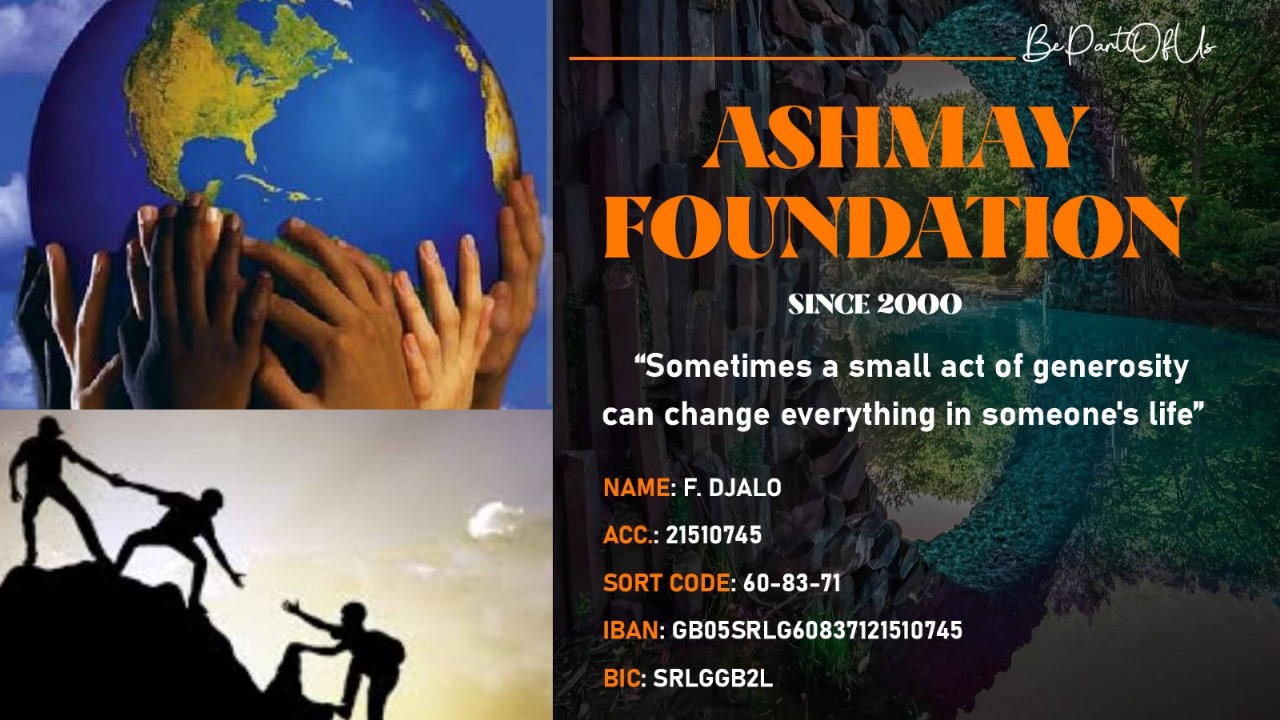 BePartOfUs
ASHMAY
FOUNDATION
SINCE 2000
“Sometimes a small act of generosity
can change everything in someone's life”
NAME: F. DJALO
ACC.: 21510745
SORT CODE: 60-83-71
IBAN: GB05SRLG60837121510745
BIC: SRLGGB2L